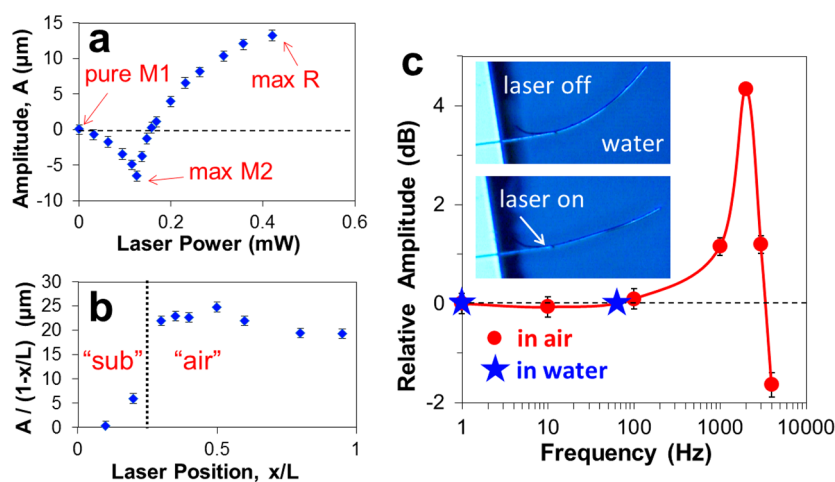 a
Amplitude, A (µm)
15
10
5
0
-5
-10
pure M1
max R
max M2
0
0.2
0.4
0.6
Laser Power (mW)
b
A / (1-x/L) (µm)
30
25
20
15
10
5
0
“sub”
“air”
0
0.5
1
Laser Position, x/L
c
Relative Amplitude (dB)
4
2
0
-2
laser off
water
laser on
in air
in water
1
10
100
1000
10000
Frequency (Hz)